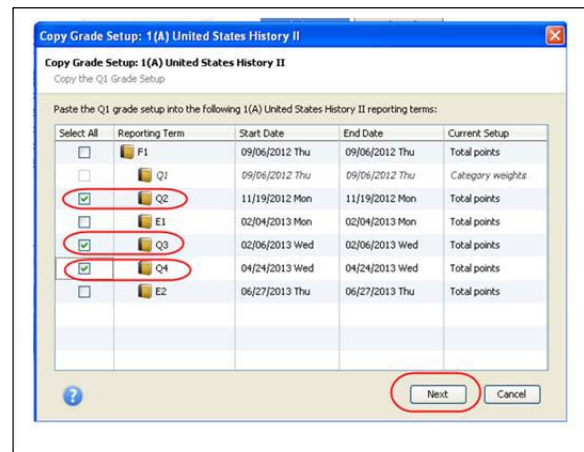 Copy Grade Setup: 1(A) United States History II
Copy Grade Setup: 1(A) United States History II
Copy the Q1 Grade Setup
Paste the Q1 grade setup into the following 1(A) United States History II reporting terms:
Select All Reporting Term Start Date End Date Current Setup
F1 09/06/2012 Thu 09/06/2012 Thu Total points
Q1 09/06/2012 Thu 09/06/2012 Thu Category weights
Q2 11/19/2012 Mon 11/19/2012 Mon Total points
E1 02/04/2013 Mon 02/04/2013 Mon Total points
Q3 02/06/2013 Wed 02/06/2013 Wed Total points
Q4 04/24/2013 Wed 04/24/2013 Wed Total points
E2 06/27/2013 Thu 06/27/2013 Thu Total points
? Next Cancel